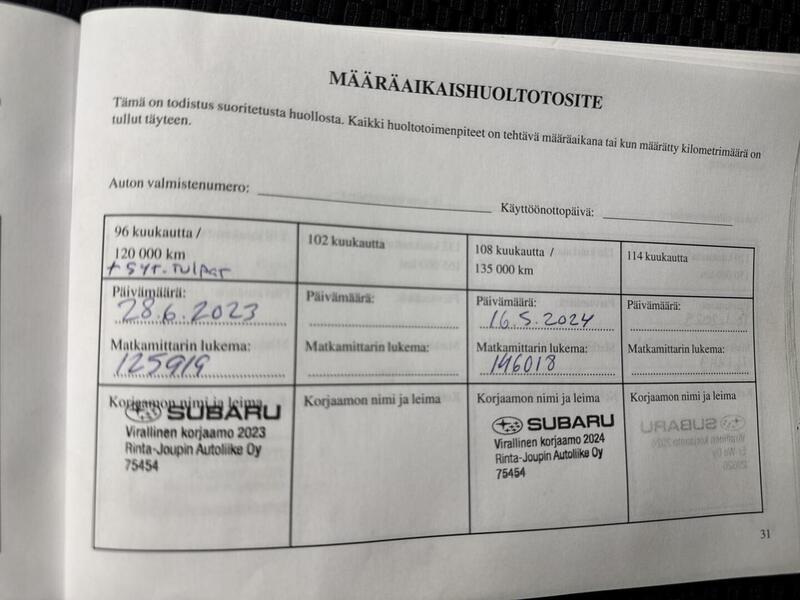 MÄÄRÄAIKAISHUOLTOTOSITE
Tämä on todistus suoritetusta huollosta. Kaikki huoltotoimenpiteet on tehtävä määräaikana tai kun määrätty kilometrimäärä on
tullut täyteen.
Auton valmistenumero:
Käyttöönottopäivä:
96 kuukautta /
120 000 km
+ SYT.TULPAT
Päivämäärä:
28.6.2023
Matkamittarin lukema:
125919
Korjaamon nimi ja leima
SUBARU
Virallinen korjaamo 2023
Rinta-Joupin Autoliike Oy
75454
102 kuukautta
Päivämäärä:
Matkamittarin lukema:
Korjaamon nimi ja leima
108 kuukautta /
135 000 km
Päivämäärä:
16.5.2024
Matkamittarin lukema:
146018
Korjaamon nimi ja leima
SUBARU
Virallinen korjaamo 2024
Rinta-Joupin Autoliike Oy
75454
114 kuukautta
Päivämäärä:
Matkamittarin lukema:
Korjaamon nimi ja leima
SUBARU
31